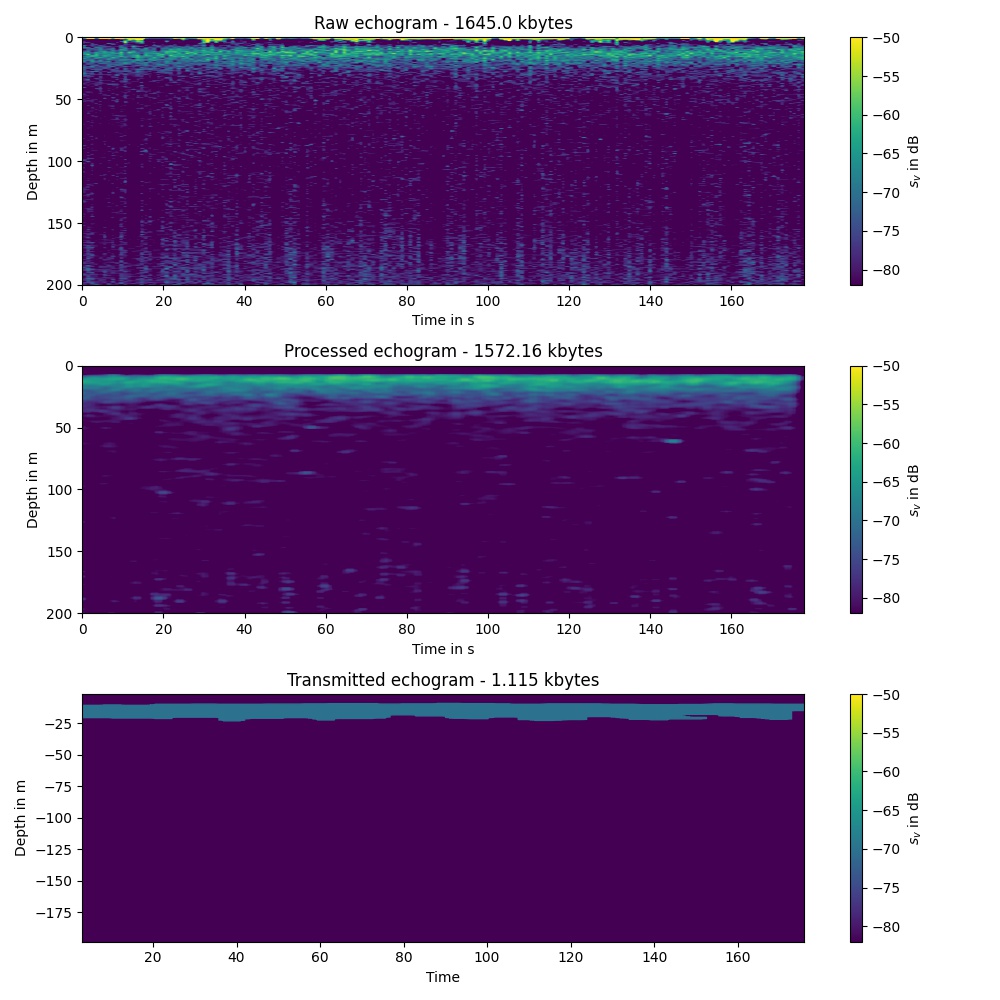 Raw echogram - 1645.0 kbytes
0
50
100
150
200
Depth in m
0 20 40 60 80 100 120 140 160
Time in s
−50
−55
−60
−65
−70
−75
−80
sv in dB
Processed echogram - 1572.16 kbytes
0
50
100
150
200
Depth in m
0 20 40 60 80 100 120 140 160
Time in s
−50
−55
−60
−65
−70
−75
−80
sv in dB
Transmitted echogram - 1.115 kbytes
−25
−50
−75
−100
−125
−150
−175
Depth in m
20 40 60 80 100 120 140 160
Time
−50
−55
−60
−65
−70
−75
−80
sv in dB